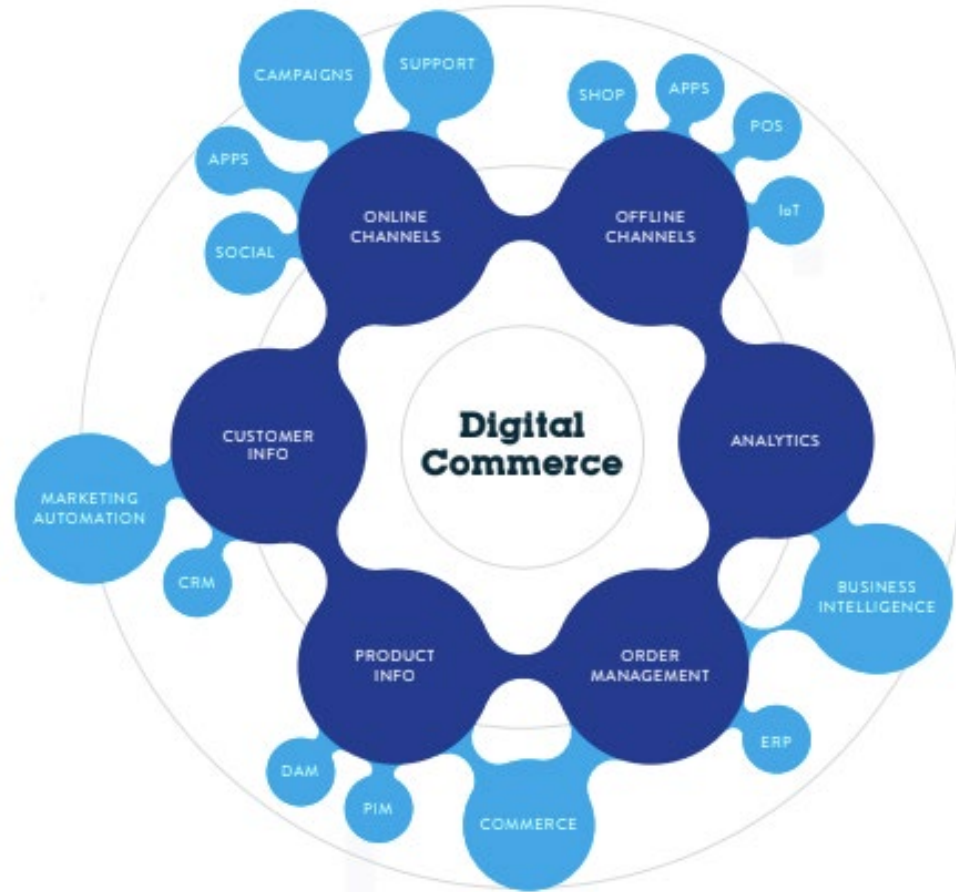 CAMPAIGNS
SUPPORT
SHOP
APPS
POS
APPS
IoT
SOCIAL
ONLINE
CHANNELS
OFFLINE
CHANNELS
Digital
Commerce
CUSTOMER
INFO
ANALYTICS
MARKETING
AUTOMATION
CRM
BUSINESS
INTELLIGENCE
PRODUCT
INFO
ORDER
MANAGEMENT
ERP
DAM
PIM
COMMERCE